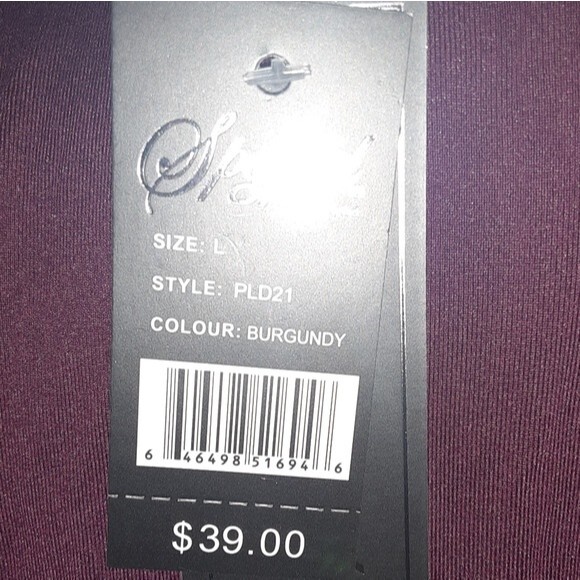 SIZE: L
STYLE: PLD21
COLOUR: BURGUNDY
6 46498 51694 6
$39.00